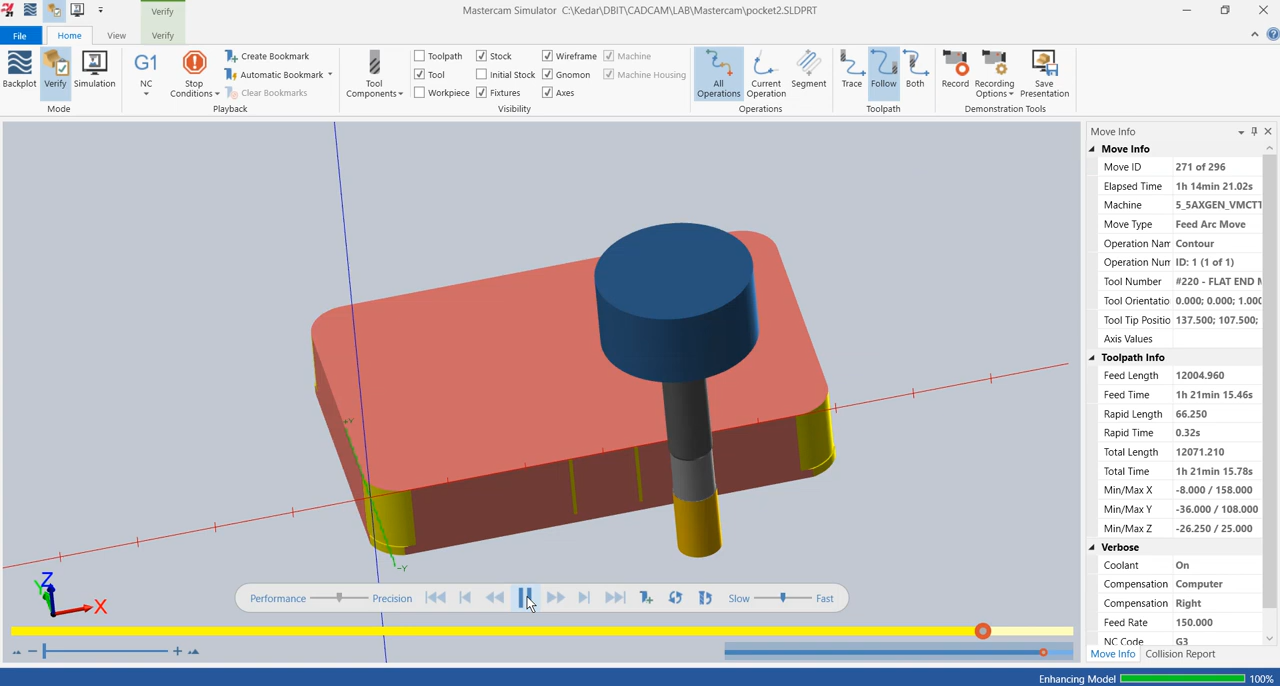 Verify
Mastercam Simulator C:\Kedar\DBIT\CADCAM\LAB\Mastercam\pocket2.SLDPRT
File Home View Verify
Backplot Verify Simulation
Mode
G1
NC
Stop Conditions
Create Bookmark
Automatic Bookmark
Clear Bookmarks
Playback
Tool Components
Toolpath Stock Wireframe Machine
Tool Initial Stock Gnomon Machine Housing
Workpiece Fixtures Axes
Visibility
All Operations
Current Operation
Segment
Operations
Trace Follow Both
Toolpath
Record
Recording Options
Save Presentation
Demonstration Tools
Move Info
Move Info
Move ID 271 of 296
Elapsed Time 1h 14min 21.02s
Machine 5_5AXGEN_VMCT
Move Type Feed Arc Move
Operation Nam Contour
Operation Num ID: 1 (1 of 1)
Tool Number #220 - FLAT END
Tool Orientatio 0.000; 0.000; 1.000
Tool Tip Positio 137.500; 107.500;
Axis Values
Toolpath Info
Feed Length 12004.960
Feed Time 1h 21min 15.46s
Rapid Length 66.250
Rapid Time 0.32s
Total Length 12071.210
Total Time 1h 21min 15.78s
Min/Max X -8.000 / 158.000
Min/Max Y -36.000 / 108.000
Min/Max Z -26.250 / 25.000
Verbose
Coolant On
Compensation Computer
Compensation Right
Feed Rate 150.000
NC Code G3
Move Info Collision Report
+Y
-Y
Z
Y
X
Performance Precision
Slow Fast
Enhancing Model 100%